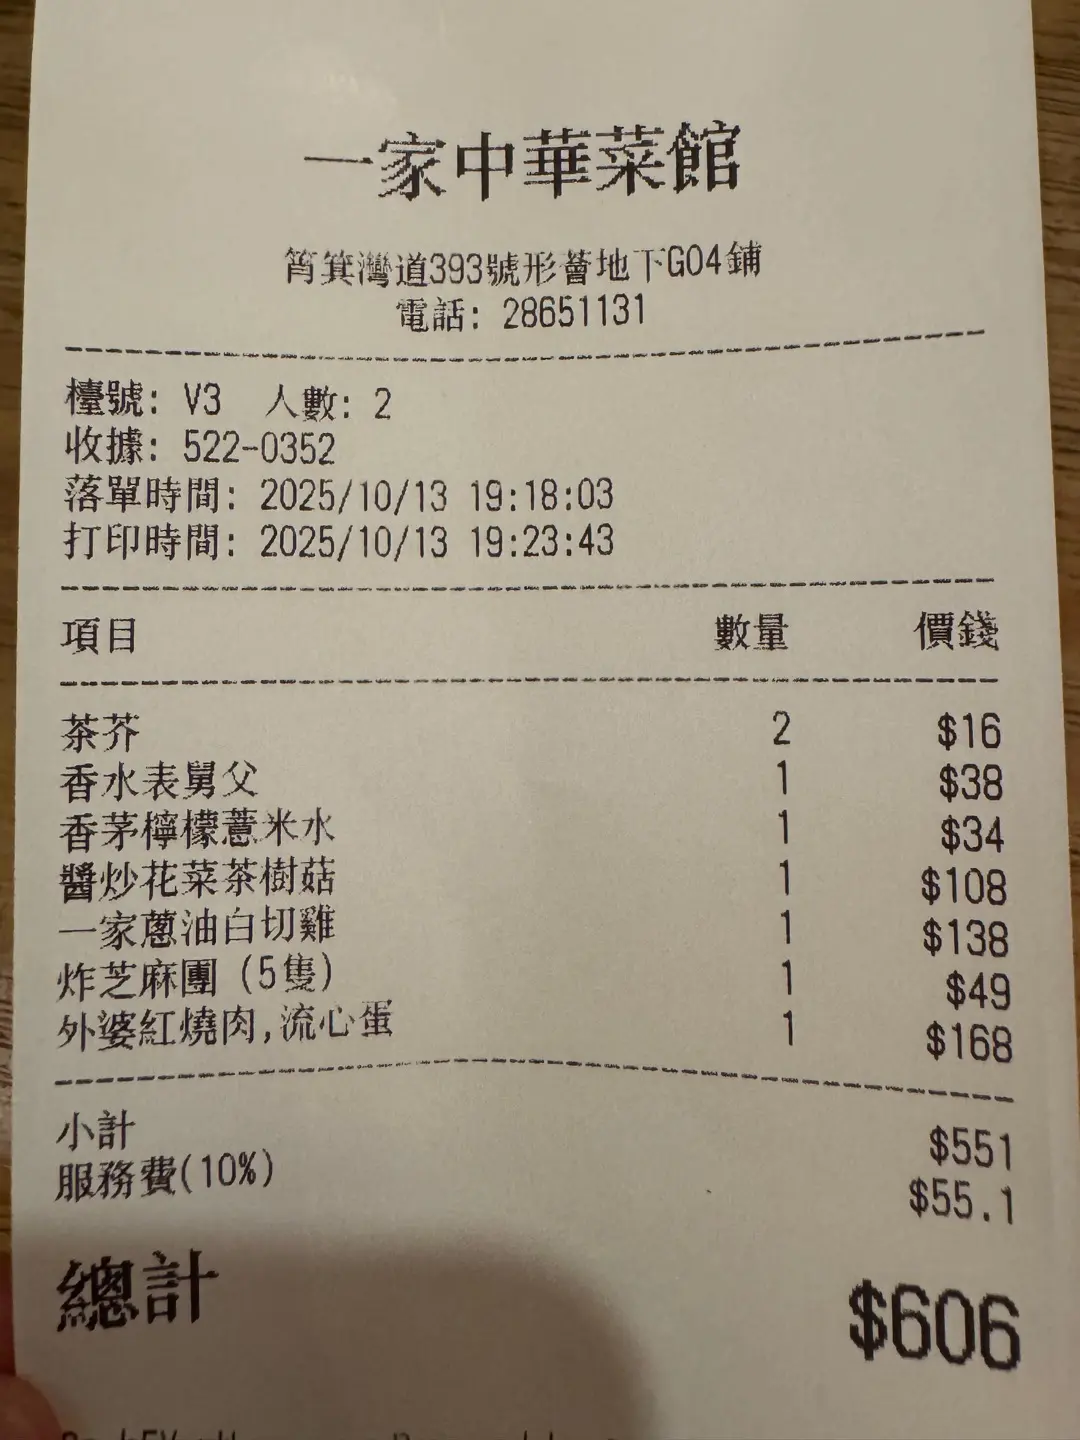 一家中華菜館
筲箕灣道393號形薈地下G04鋪
電話: 28651131
檯號: V3 人數: 2
收據: 522-0352
落單時間: 2025/10/13 19:18:03
打印時間: 2025/10/13 19:23:43
項目 數量 價錢
茶芥 2 $16
香水表舅父 1 $38
香茅檸檬薏米水 1 $34
醬炒花菜茶樹菇 1 $108
一家蔥油白切雞 1 $138
炸芝麻團 (5隻) 1 $49
外婆紅燒肉,流心蛋 1 $168
小計 $551
服務費(10%) $55.1
總計 $606